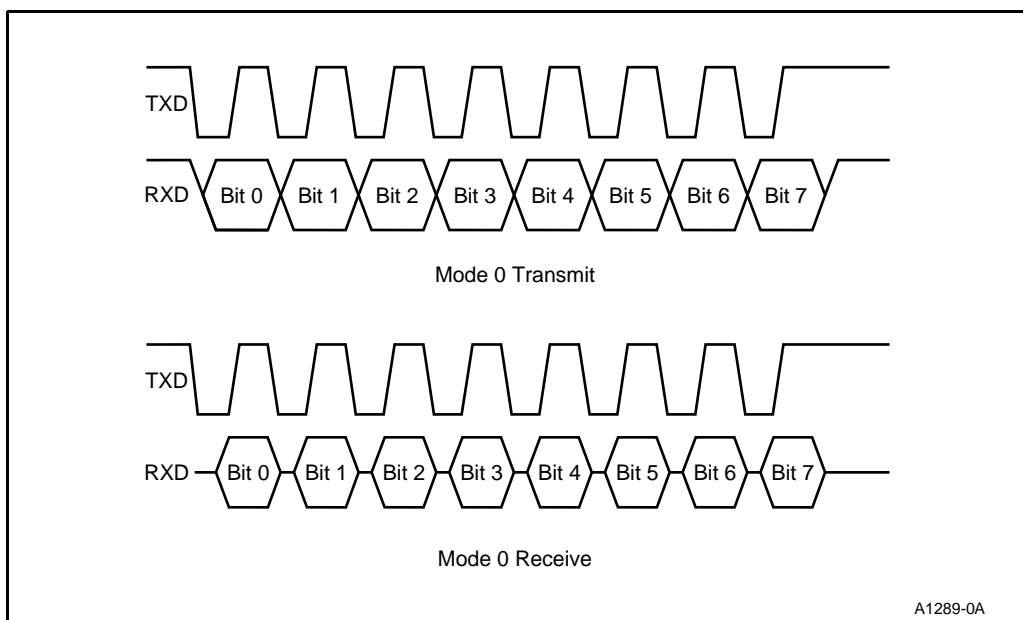 TXD
RXD Bit 0 Bit 1 Bit 2 Bit 3 Bit 4 Bit 5 Bit 6 Bit 7
Mode 0 Transmit
TXD
RXD Bit 0 Bit 1 Bit 2 Bit 3 Bit 4 Bit 5 Bit 6 Bit 7
Mode 0 Receive
A1289-0A